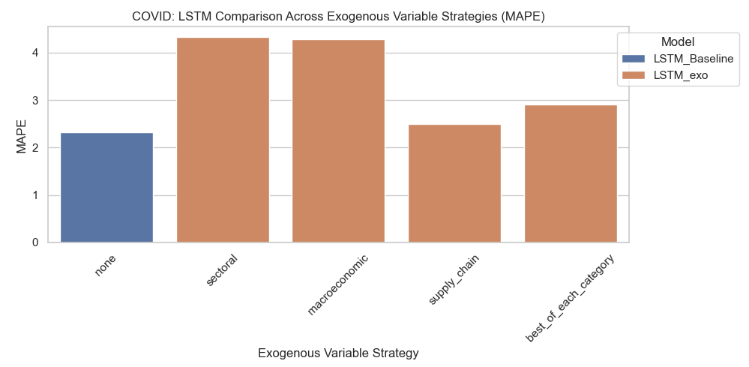 COVID: LSTM Comparison Across Exogenous Variable Strategies (MAPE)
Model
LSTM_Baseline
LSTM_exo
MAPE
4
3
2
1
0
none
sectoral
macroeconomic
supply_chain
best_of_each_category
Exogenous Variable Strategy